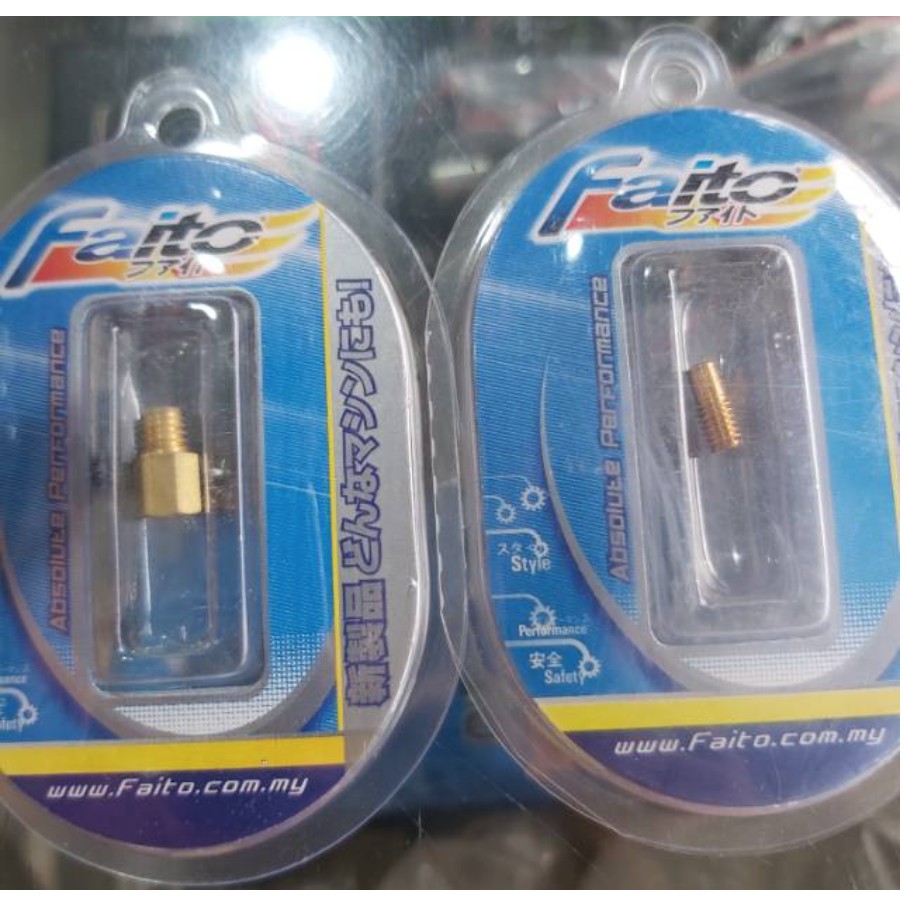 Faito
ファイト
Absolute Performance
新製品 どんなマシンにも!
www.Faito.com.my
Faito
ファイト
Absolute Performance
Style
Performance
安全
Safety
www.Faito.com.my